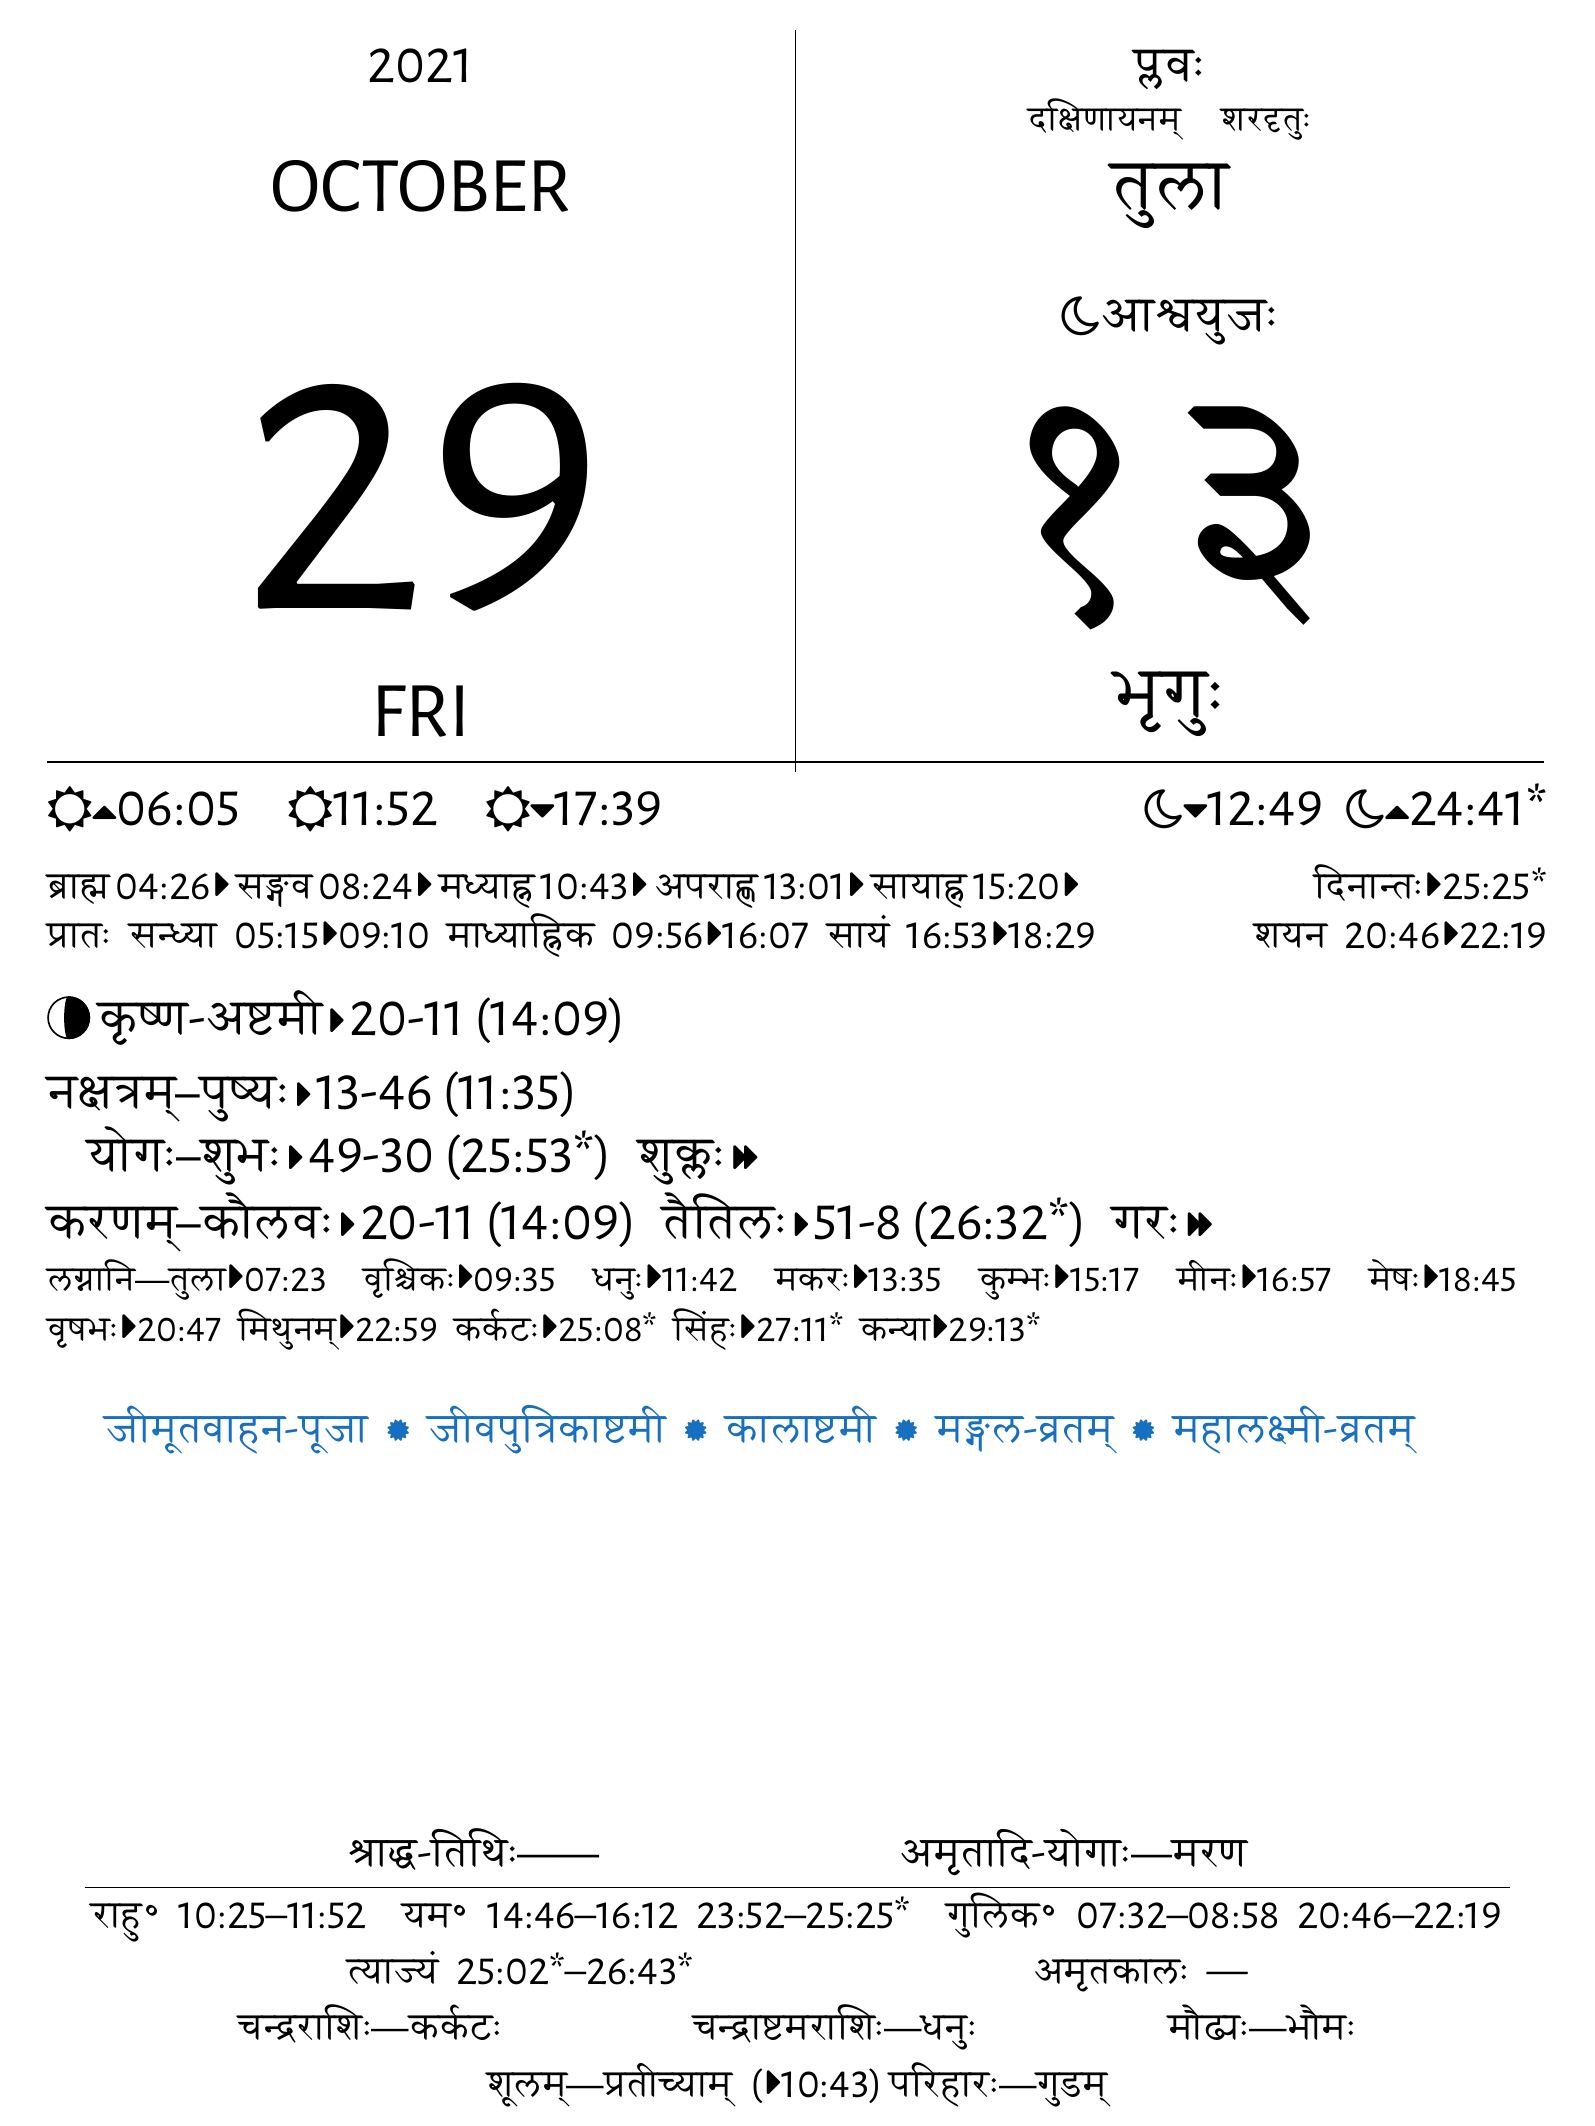 2021
OCTOBER
29
FRI
प्लवः
दक्षिणायनम् शरदृतुः
तुला
आश्वयुजः
१३
भृगुः
06:05 11:52 17:39 12:49 24:41*
ब्राह्म 04:26 सङ्गव 08:24 मध्याह्न 10:43 अपराह्ण 13:01 सायाह्न 15:20 दिनान्तः 25:25*
प्रातः सन्ध्या 05:15 09:10 माध्याह्निक 09:56 16:07 सायं 16:53 18:29 शयन 20:46 22:19
कृष्ण-अष्टमी 20-11 (14:09)
नक्षत्रम्–पुष्यः 13-46 (11:35)
योगः–शुभः 49-30 (25:53*) शुक्लः
करणम्–कौलवः 20-11 (14:09) तैतिलः 51-8 (26:32*) गरः
लग्नानि—तुला 07:23 वृश्चिकः 09:35 धनुः 11:42 मकरः 13:35 कुम्भः 15:17 मीनः 16:57 मेषः 18:45
वृषभः 20:47 मिथुनम् 22:59 कर्कटः 25:08* सिंहः 27:11* कन्या 29:13*
जीमूतवाहन-पूजा ✹ जीवपुत्रिकाष्टमी ✹ कालाष्टमी ✹ मङ्गल-व्रतम् ✹ महालक्ष्मी-व्रतम्
श्राद्ध-तिथिः—— अमृतादि-योगाः—मरण
राहु॰ 10:25–11:52 यम॰ 14:46–16:12 23:52–25:25* गुलिक॰ 07:32–08:58 20:46–22:19
त्याज्यं 25:02*–26:43* अमृतकालः —
चन्द्रराशिः—कर्कटः चन्द्राष्टमराशिः—धनुः मौढ्यः—भौमः
शूलम्—प्रतीच्याम् (10:43) परिहारः—गुडम्